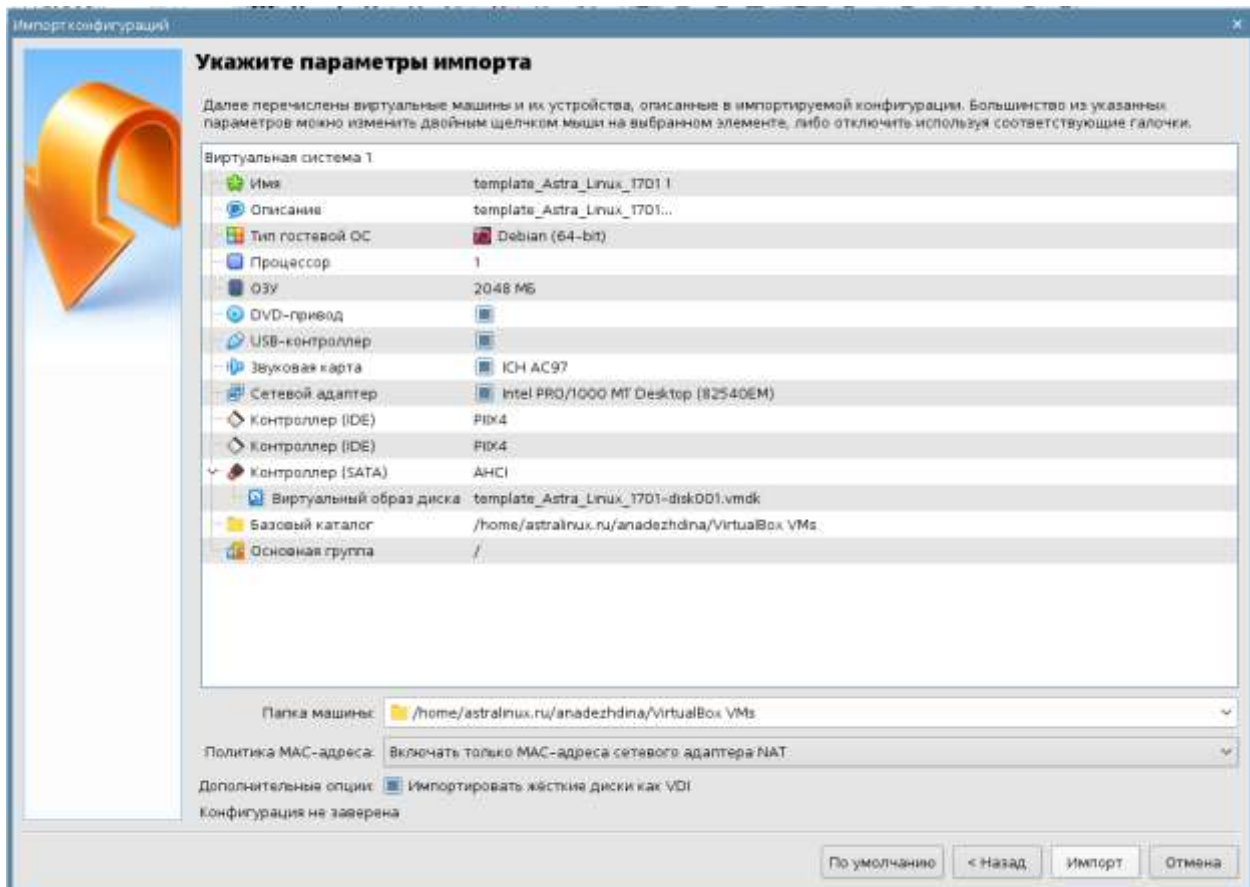 Импорт конфигураций
Укажите параметры импорта
Далее перечислены виртуальные машины и их устройства, описанные в импортируемой конфигурации. Большинство из указанных
параметров можно изменить двойным щелчком мыши на выбранном элементе, либо отключить используя соответствующие галочки.
Виртуальная система 1
Имя template_Astra_Linux_1701 1
Описание template_Astra_Linux_1701...
Тип гостевой ОС Debian (64-bit)
Процессор 1
ОЗУ 2048 МБ
DVD-привод
USB-контроллер
Звуковая карта ICH AC97
Сетевой адаптер Intel PRO/1000 MT Desktop (82540EM)
Контроллер (IDE) PIIX4
Контроллер (IDE) PIIX4
Контроллер (SATA) AHCI
Виртуальный образ диска template_Astra_Linux_1701-disk001.vmdk
Базовый каталог /home/astralinux.ru/anadezhdina/VirtualBox VMs
Основная группа /
Папка машины: /home/astralinux.ru/anadezhdina/VirtualBox VMs
Политика MAC-адреса: Включать только MAC-адреса сетевого адаптера NAT
Дополнительные опции: Импортировать жёсткие диски как VDI
Конфигурация не заверена
По умолчанию < Назад Импорт Отмена